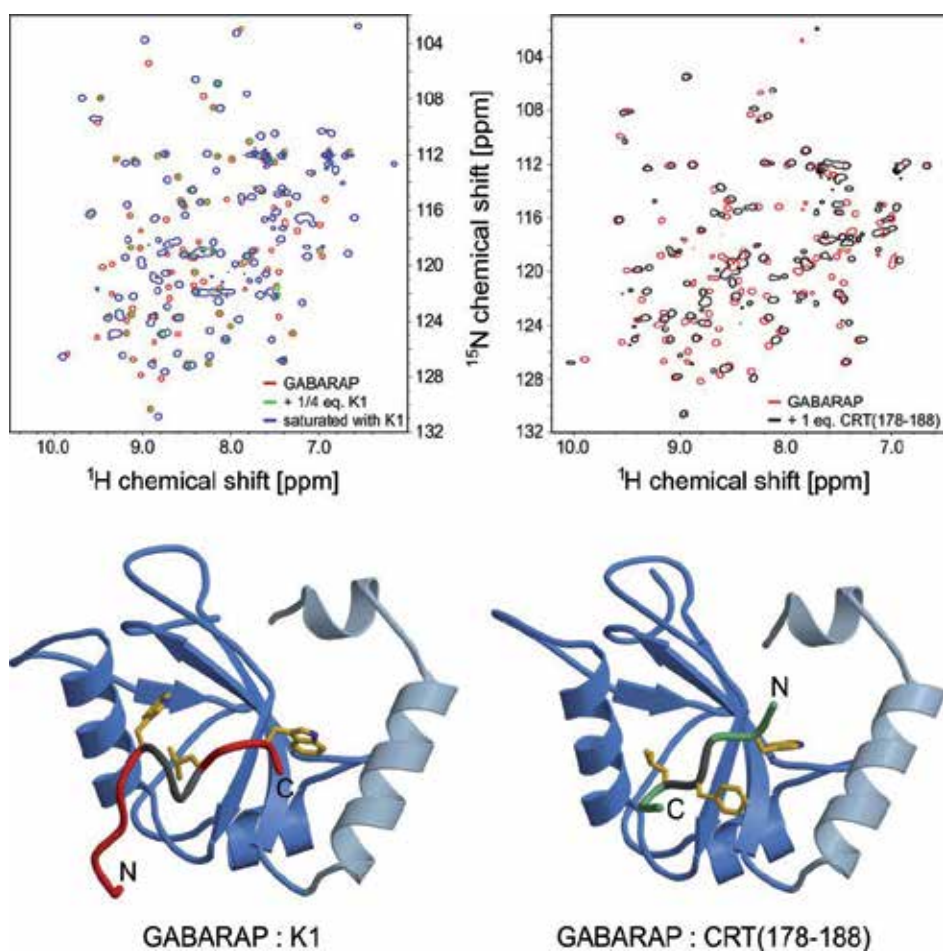 104
108
112
116
120
124
128
132
¹⁵N chemical shift [ppm]
GABARAP
+ 1/4 eq. K1
saturated with K1
10.0 9.0 8.0 7.0
¹H chemical shift [ppm]
104
108
112
116
120
124
128
132
GABARAP
+ 1 eq. CRT(178-188)
10.0 9.0 8.0 7.0
¹H chemical shift [ppm]
N
C
GABARAP : K1
N
C
GABARAP : CRT(178-188)